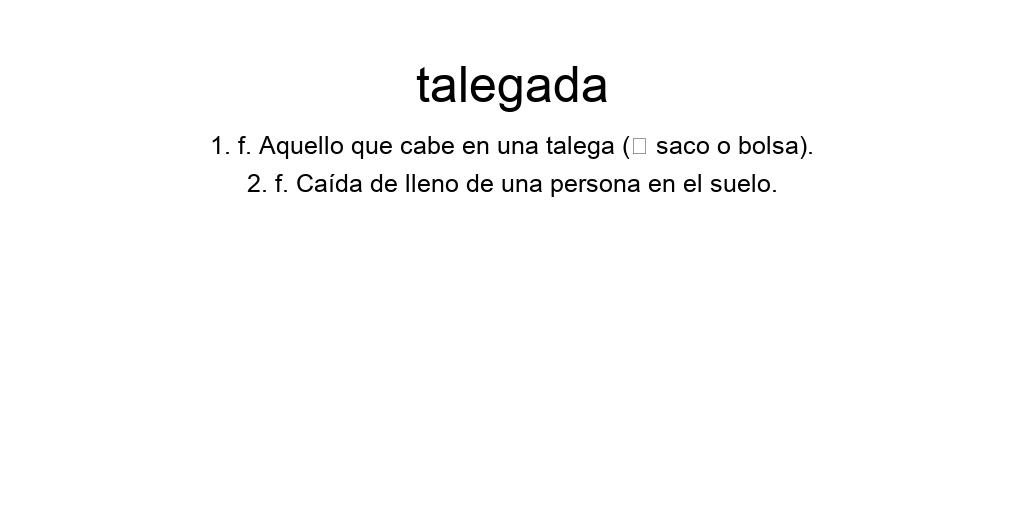 talegada
1. f. Aquello que cabe en una talega (□ saco o bolsa).
2. f. Caída de lleno de una persona en el suelo.